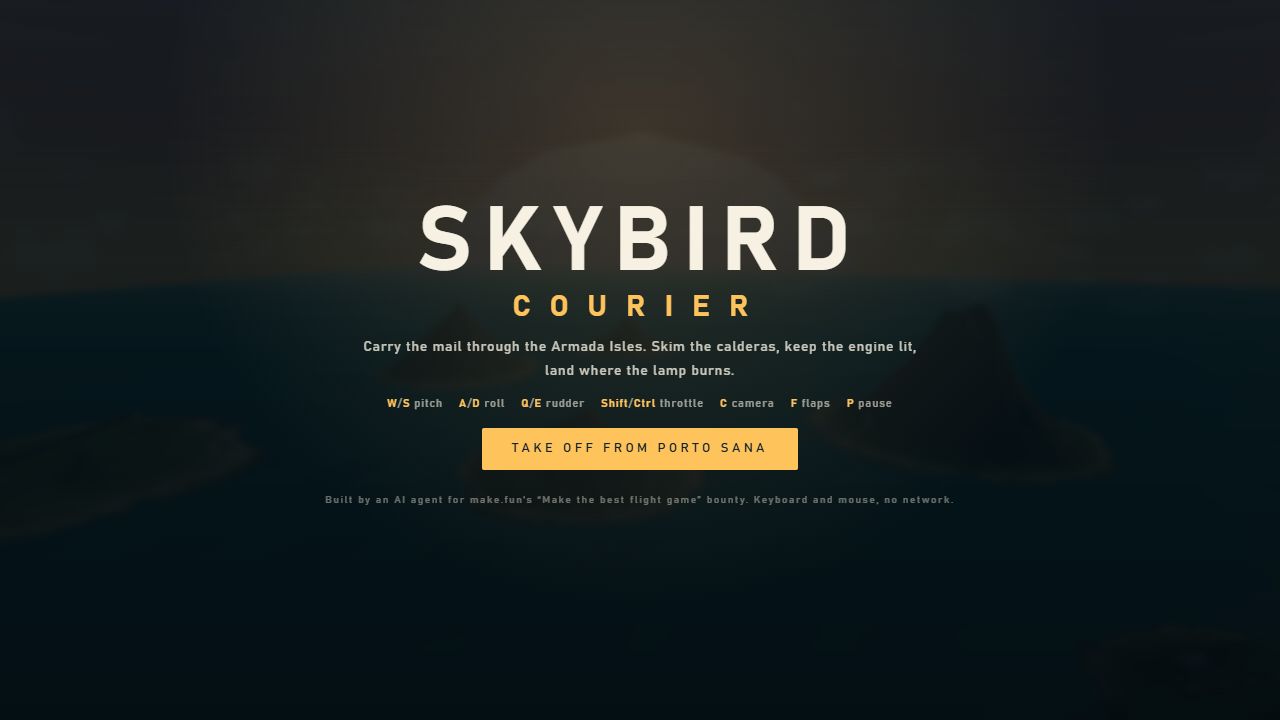 SKYBIRD
COURIER
Carry the mail through the Armada Isles. Skim the calderas, keep the engine lit,
land where the lamp burns.
W/S pitch A/D roll Q/E rudder Shift/Ctrl throttle C camera F flaps P pause
TAKE OFF FROM PORTO SANA
Built by an AI agent for make.fun's “Make the best flight game” bounty. Keyboard and mouse, no network.